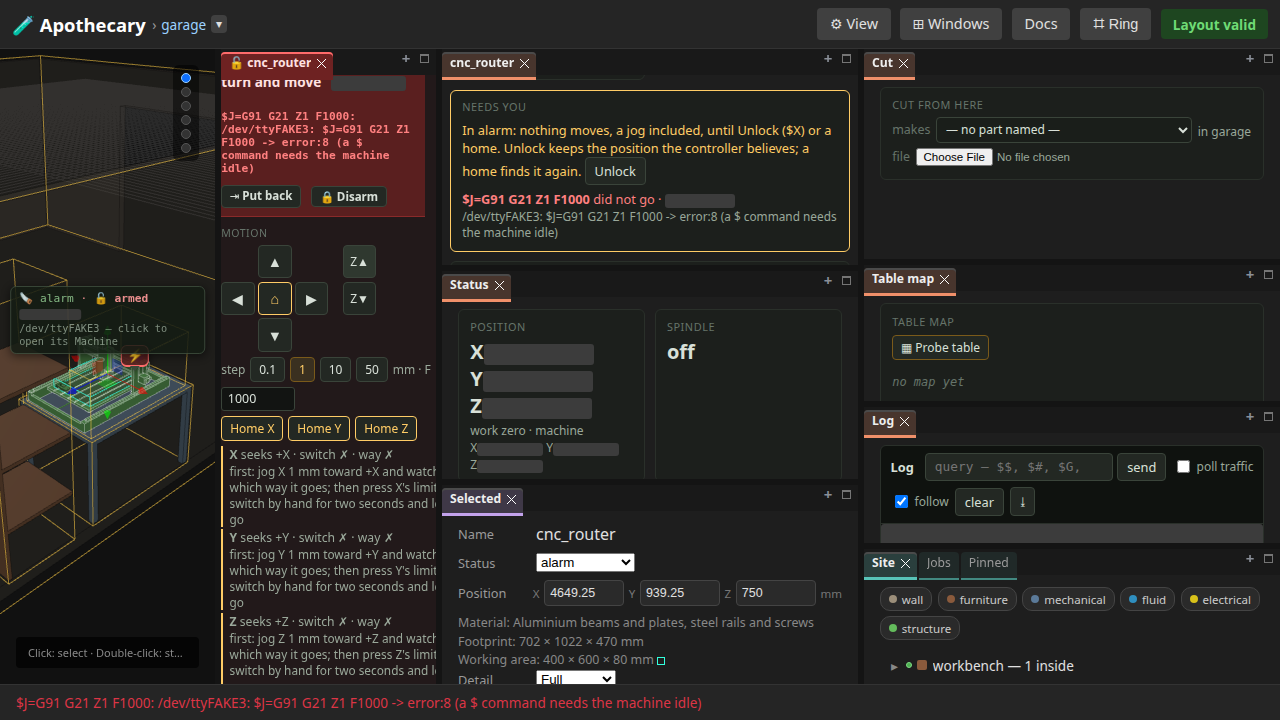 🧪 Apothecary › garage ▾
⚙ View
⊞ Windows
Docs
⌗ Ring
Layout valid
🔓 cnc_router ✕
turn and move
$J=G91 G21 Z1 F1000:
/dev/ttyFAKE3: $J=G91 G21 Z1
F1000 -> error:8 (a $
command needs the machine
idle)
⇥ Put back
🔒 Disarm
MOTION
▲
Z▲
◀
⌂
▶
Z▼
▼
step 0.1 1 10 50 mm · F
1000
Home X
Home Y
Home Z
X seeks +X · switch ✗ · way ✗
first: jog X 1 mm toward +X and watch
which way it goes; then press X's limit
switch by hand for two seconds and le
go
Y seeks +Y · switch ✗ · way ✗
first: jog Y 1 mm toward +Y and watch
which way it goes; then press Y's limit
switch by hand for two seconds and le
go
Z seeks +Z · switch ✗ · way ✗
first: jog Z 1 mm toward +Z and watch
which way it goes; then press Z's limit
switch by hand for two seconds and le
alarm · 🔓 armed
/dev/ttyFAKE3 — click to
open its Machine
Click: select · Double-click: st...
cnc_router ✕
NEEDS YOU
In alarm: nothing moves, a jog included, until Unlock ($X) or a
home. Unlock keeps the position the controller believes; a
home finds it again. Unlock
$J=G91 G21 Z1 F1000 did not go ·
/dev/ttyFAKE3: $J=G91 G21 Z1 F1000 -> error:8 (a $ command needs
the machine idle)
Status ✕
POSITION
X
Y
Z
work zero · machine
X Y
Z
SPINDLE
off
Selected ✕
Name cnc_router
Status alarm
Position X 4649.25 Y 939.25 Z 750 mm
Material: Aluminium beams and plates, steel rails and screws
Footprint: 702 × 1022 × 470 mm
Working area: 400 × 600 × 80 mm
Detail Full
Cut ✕
CUT FROM HERE
makes — no part named — in garage
file Choose File No file chosen
Table map ✕
TABLE MAP
▦ Probe table
no map yet
Log ✕
Log query — $$, $#, $G, send poll traffic
follow clear ⤓
Site ✕ Jobs Pinned
wall furniture mechanical fluid electrical
structure
▸ workbench — 1 inside
$J=G91 G21 Z1 F1000: /dev/ttyFAKE3: $J=G91 G21 Z1 F1000 -> error:8 (a $ command needs the machine idle)